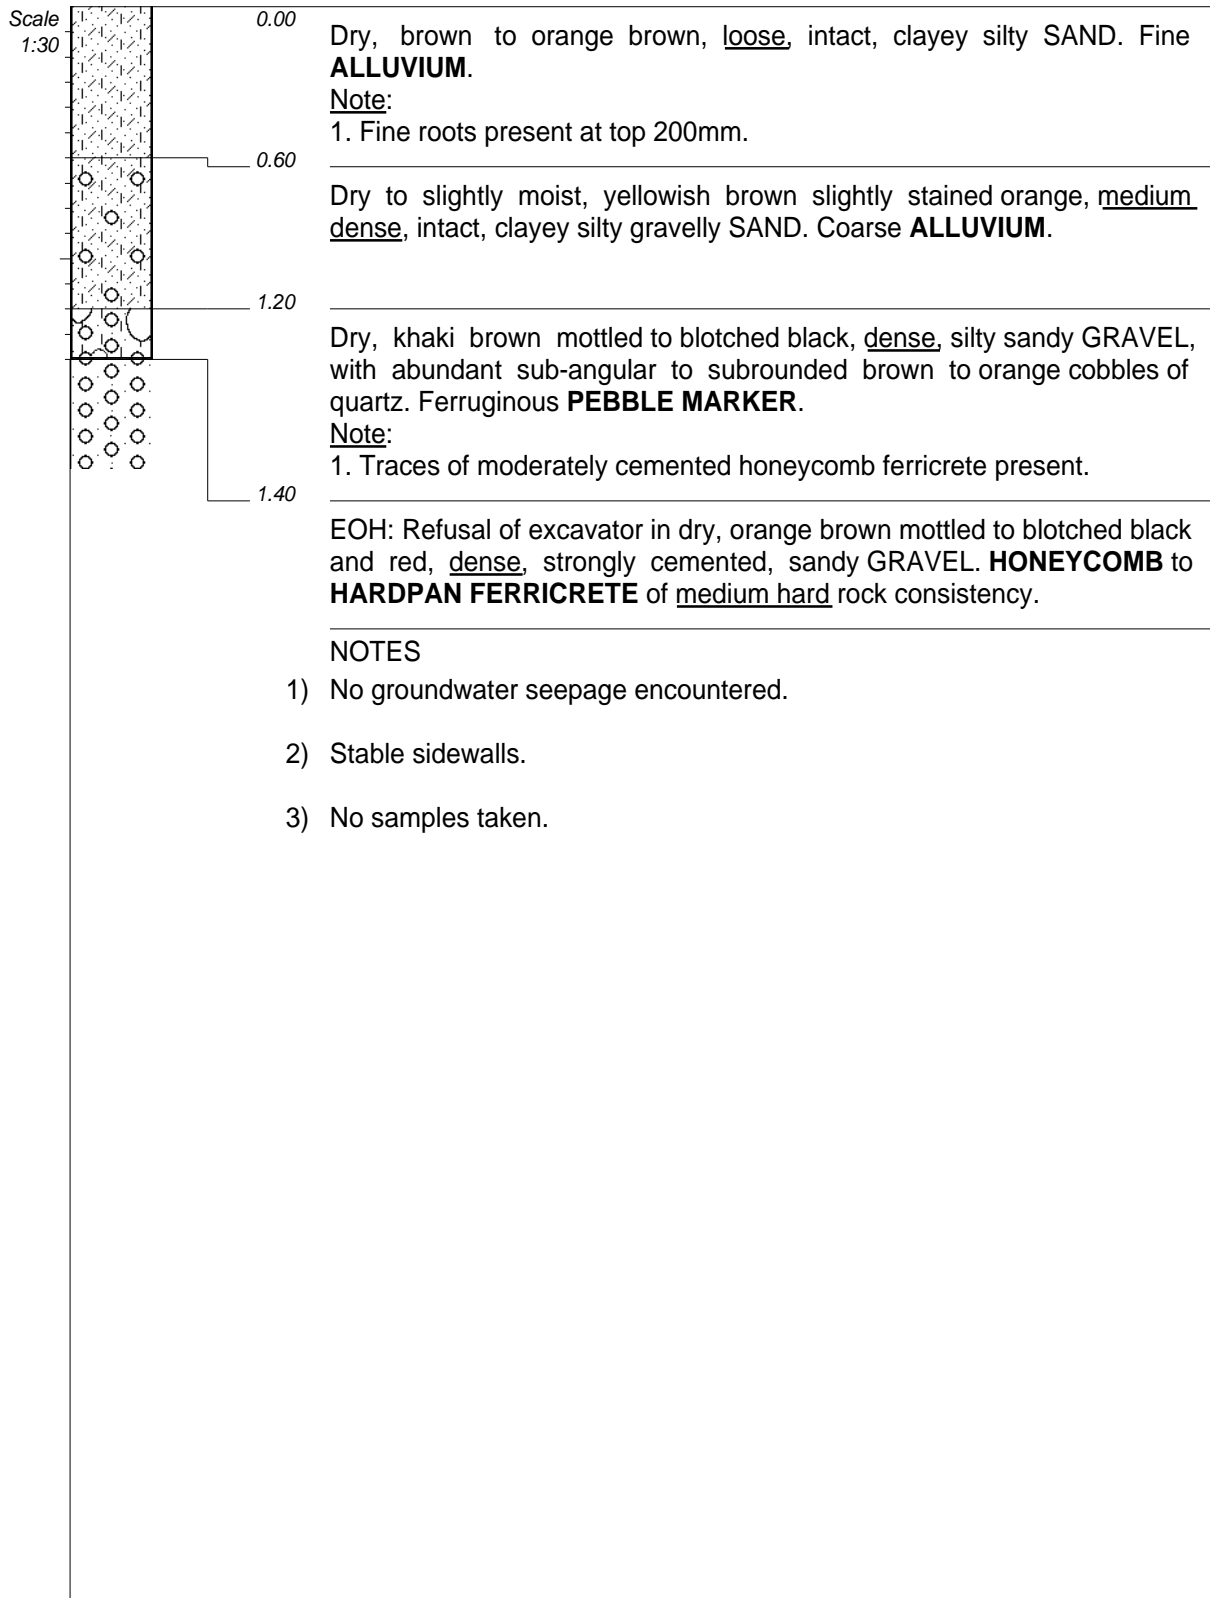 Scale
1:30
0.00
Dry, brown to orange brown, loose, intact, clayey silty SAND. Fine
ALLUVIUM.
Note:
1. Fine roots present at top 200mm.
0.60
Dry to slightly moist, yellowish brown slightly stained orange, medium
dense, intact, clayey silty gravelly SAND. Coarse ALLUVIUM.
1.20
Dry, khaki brown mottled to blotched black, dense, silty sandy GRAVEL,
with abundant sub-angular to subrounded brown to orange cobbles of
quartz. Ferruginous PEBBLE MARKER.
Note:
1. Traces of moderately cemented honeycomb ferricrete present.
1.40
EOH: Refusal of excavator in dry, orange brown mottled to blotched black
and red, dense, strongly cemented, sandy GRAVEL. HONEYCOMB to
HARDPAN FERRICRETE of medium hard rock consistency.
NOTES
1) No groundwater seepage encountered.
2) Stable sidewalls.
3) No samples taken.